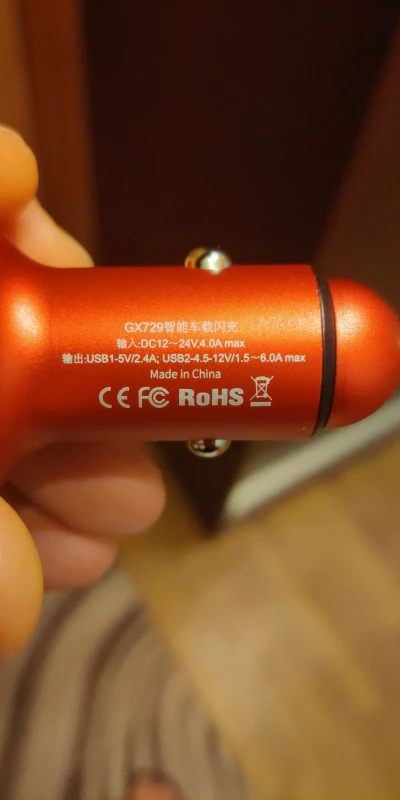 GX729智能车载闪充
输入:DC12～24V,4.0A max
输出:USB1-5V/2.4A; USB2-4.5-12V/1.5～6.0A max
Made in China
CE FC RoHS